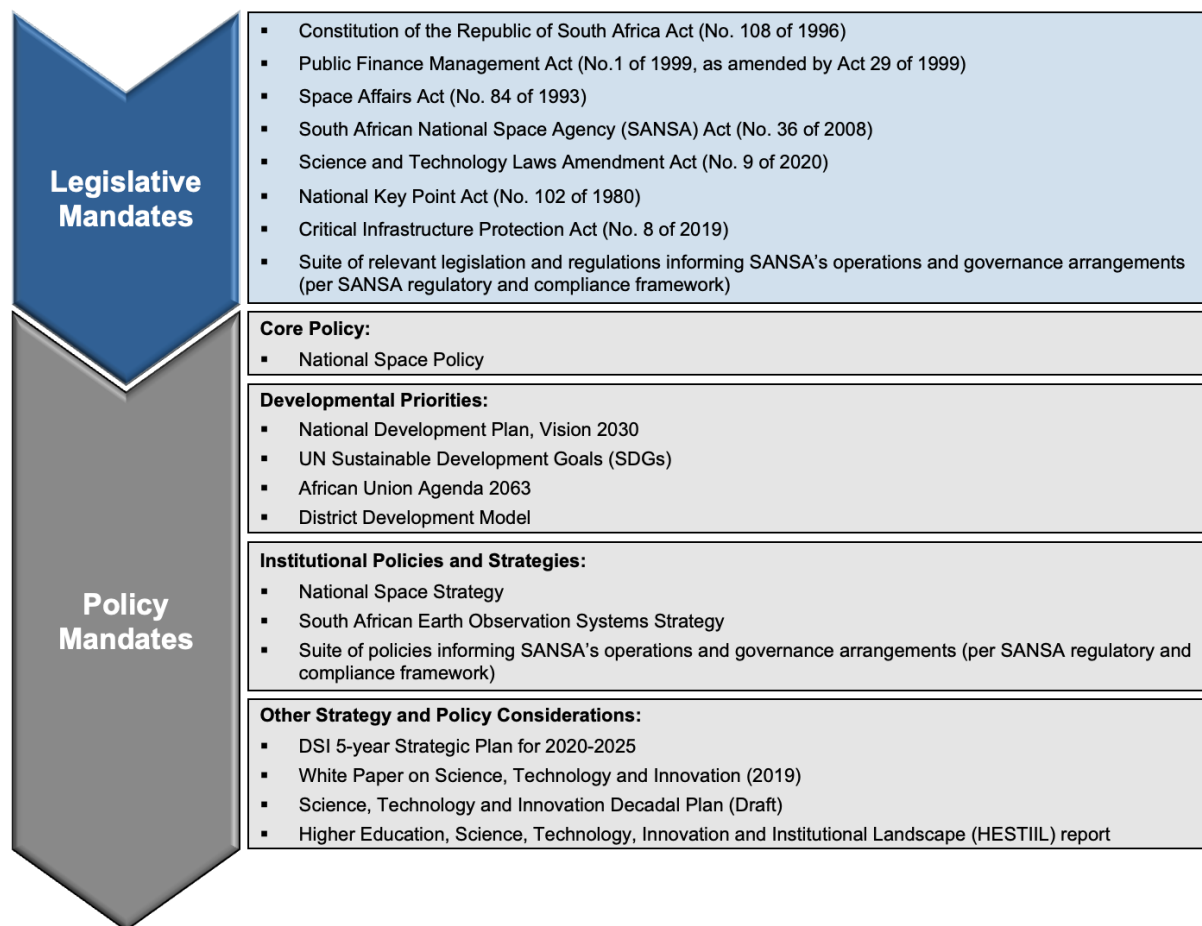 Legislative
Mandates
▪ Constitution of the Republic of South Africa Act (No. 108 of 1996)
▪ Public Finance Management Act (No.1 of 1999, as amended by Act 29 of 1999)
▪ Space Affairs Act (No. 84 of 1993)
▪ South African National Space Agency (SANSA) Act (No. 36 of 2008)
▪ Science and Technology Laws Amendment Act (No. 9 of 2020)
▪ National Key Point Act (No. 102 of 1980)
▪ Critical Infrastructure Protection Act (No. 8 of 2019)
▪ Suite of relevant legislation and regulations informing SANSA’s operations and governance arrangements
(per SANSA regulatory and compliance framework)
Policy
Mandates
Core Policy:
▪ National Space Policy
Developmental Priorities:
▪ National Development Plan, Vision 2030
▪ UN Sustainable Development Goals (SDGs)
▪ African Union Agenda 2063
▪ District Development Model
Institutional Policies and Strategies:
▪ National Space Strategy
▪ South African Earth Observation Systems Strategy
▪ Suite of policies informing SANSA’s operations and governance arrangements (per SANSA regulatory and
compliance framework)
Other Strategy and Policy Considerations:
▪ DSI 5-year Strategic Plan for 2020-2025
▪ White Paper on Science, Technology and Innovation (2019)
▪ Science, Technology and Innovation Decadal Plan (Draft)
▪ Higher Education, Science, Technology, Innovation and Institutional Landscape (HESTIIL) report